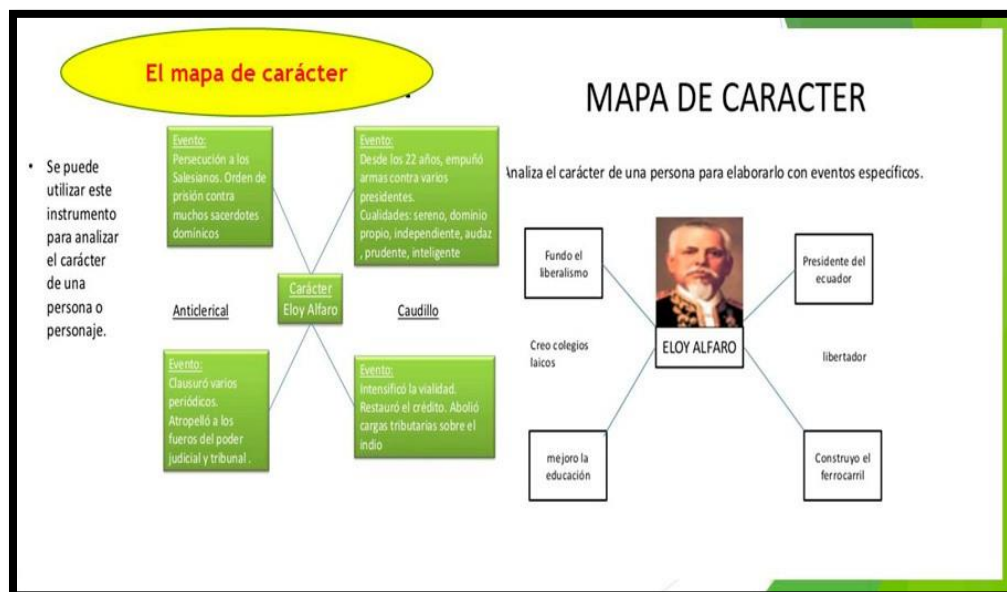 El mapa de carácter
• Se puede
utilizar este
instrumento
para analizar
el carácter
de una
persona o
personaje.
Evento:
Persecución a los
Salesianos. Orden de
prisión contra
muchos sacerdotes
domínicos
Evento:
Desde los 22 años, empuñó
armas contra varios
presidentes.
Cualidades: sereno, dominio
propio, independiente, audaz
, prudente, inteligente
Anticlerical
Carácter
Eloy Alfaro
Caudillo
Evento:
Clausuró varios
periódicos.
Atropelló a los
fueros del poder
judicial y tribunal .
Evento:
Intensificó la vialidad.
Restauró el crédito. Abolió
cargas tributarias sobre el
indio
MAPA DE CARACTER
Analiza el carácter de una persona para elaborarlo con eventos específicos.
Fundo el
liberalismo
Presidente del
ecuador
Creo colegios
laicos
ELOY ALFARO
libertador
mejoro la
educación
Construyo el
ferrocarril